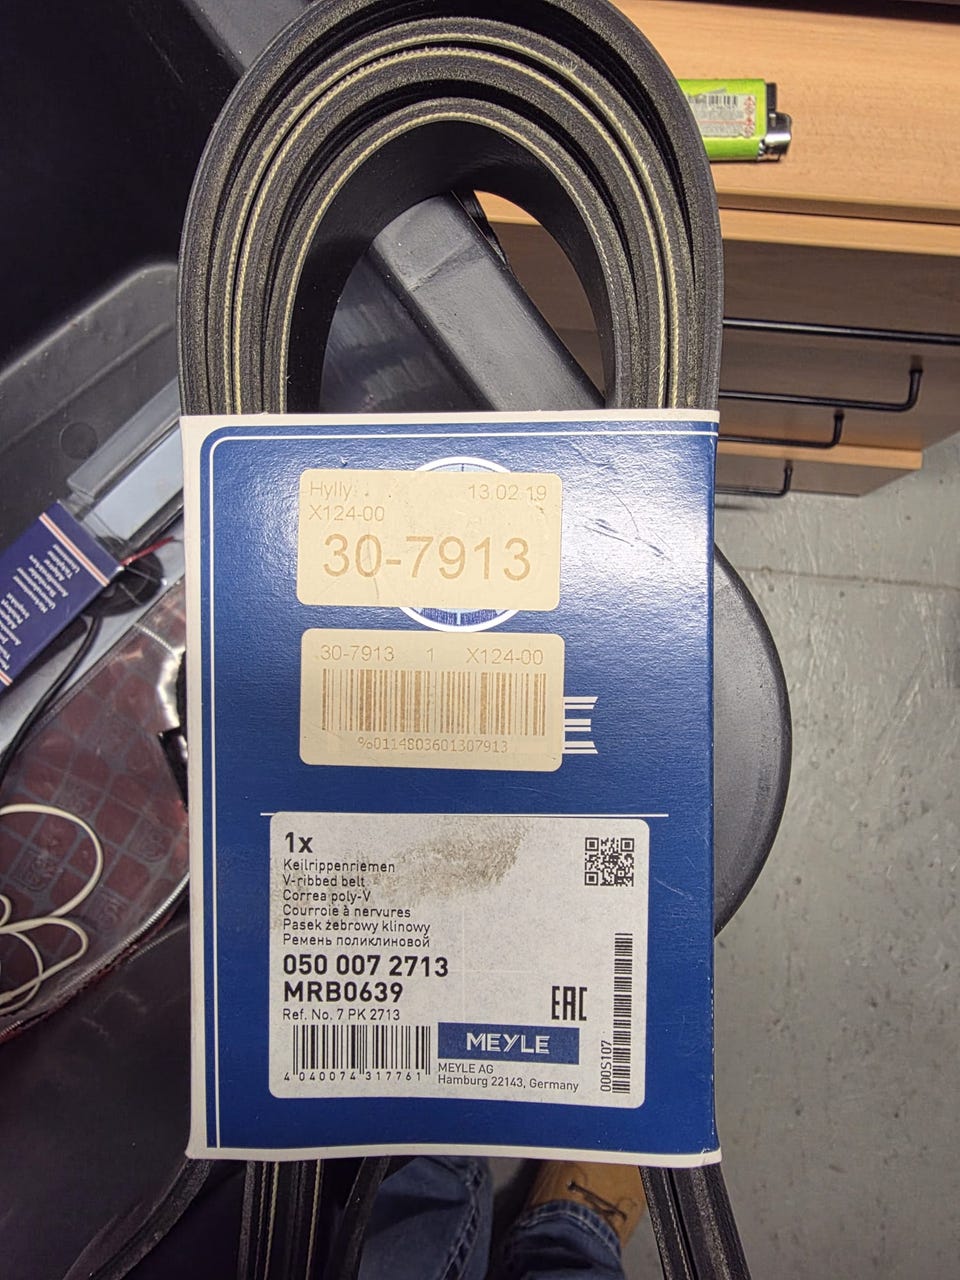 Hylly: 13.02.19
X124-00
30-7913
30-7913 1 X124-00
%0114803601307913
E
1x
Keilrippenriemen
V-ribbed belt
Correa poly-V
Courroie à nervures
Pasek żebrowy klinowy
Ремень поликлиновой
050 007 2713
MRB0639
Ref. No. 7 PK 2713
EAC
MEYLE
MEYLE AG
Hamburg 22143, Germany
4 040074 317761
000S107